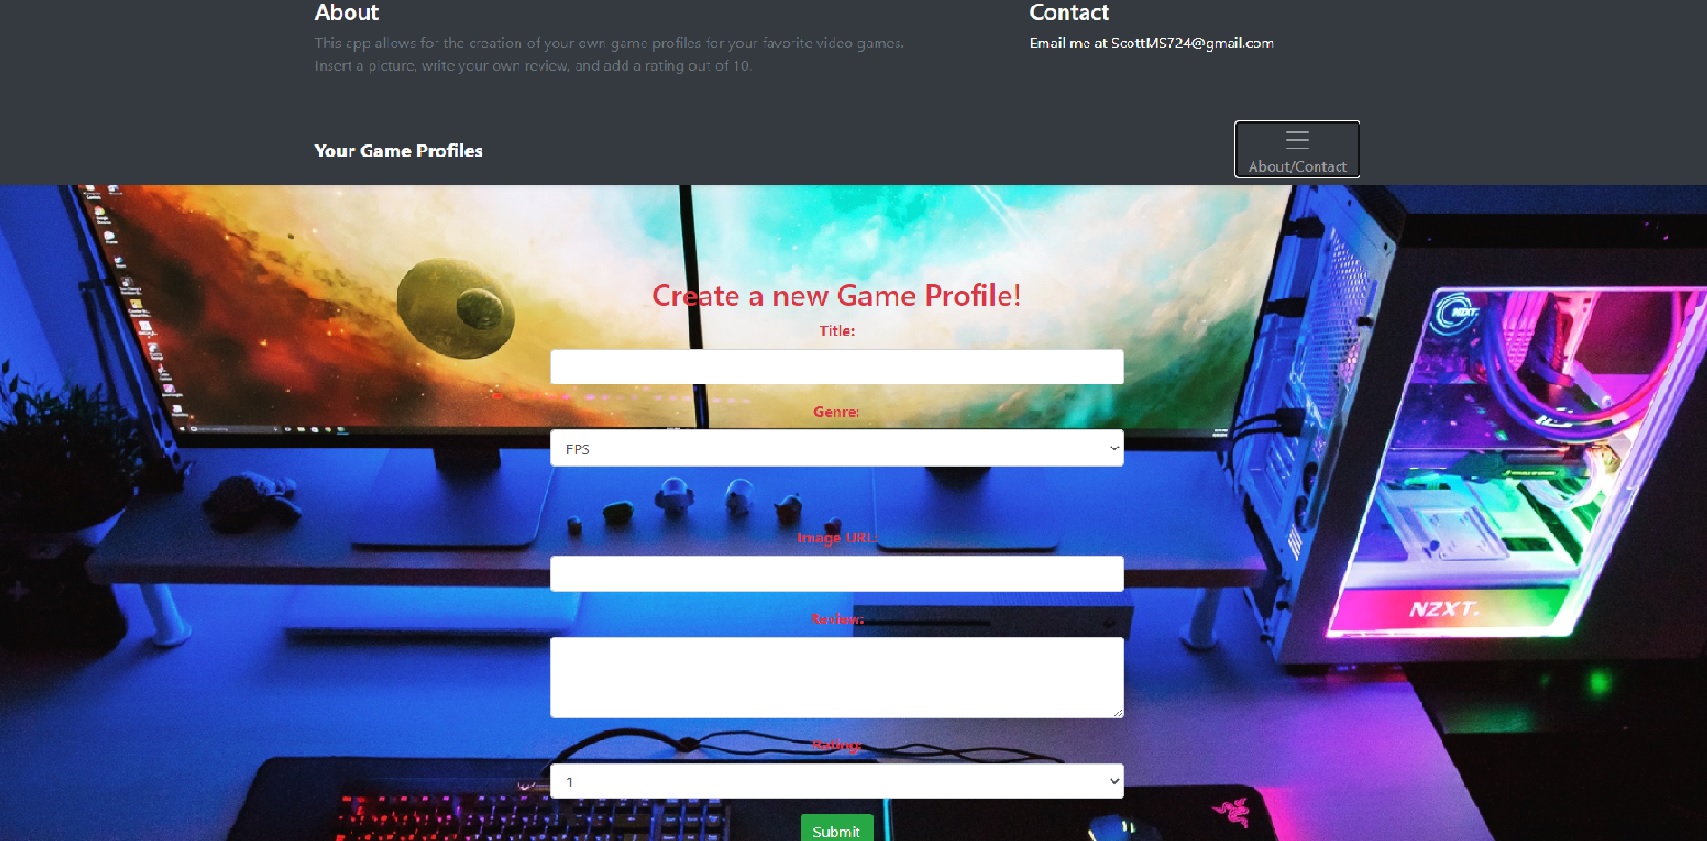 About
Contact
This app allows for the creation of your own game profiles for your favorite video games.
Insert a picture, write your own review, and add a rating out of 10.
Email me at ScottMS724@gmail.com
Your Game Profiles
About/Contact
Create a new Game Profile!
Title:
Genre:
FPS
Image URL:
Review:
Rating:
1
Submit
NZXT
NZXT.